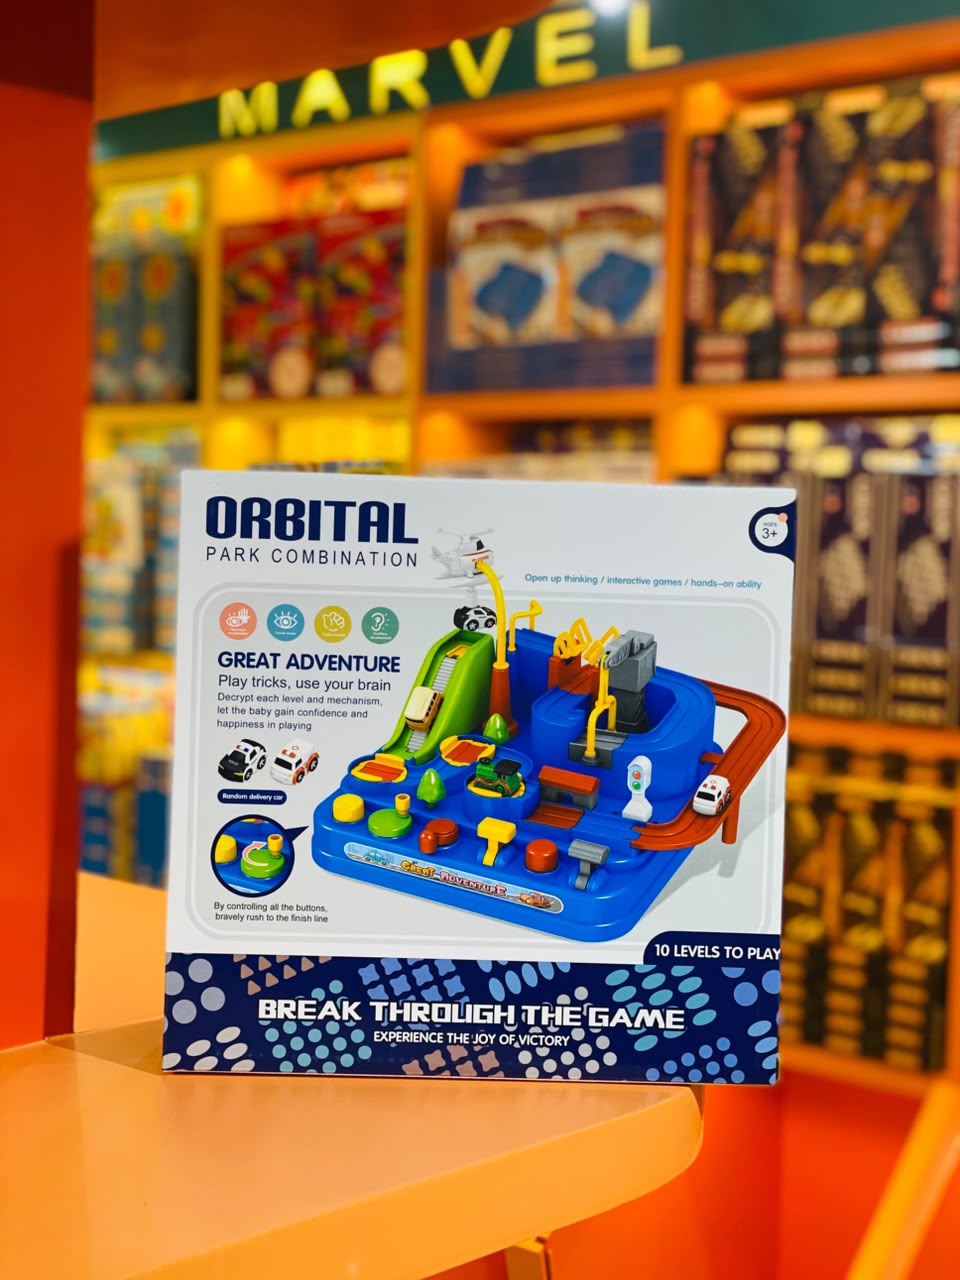 MARVEL
ORBITAL
PARK COMBINATION
AGES
3+
Open up thinking / interactive games / hands-on ability
GREAT ADVENTURE
Play tricks, use your brain
Decrypt each level and mechanism,
let the baby gain confidence and
happiness in playing
Random delivery car
GREAT ADVENTURE
By controlling all the buttons,
bravely rush to the finish line
10 LEVELS TO PLAY
BREAK THROUGH THE GAME
EXPERIENCE THE JOY OF VICTORY